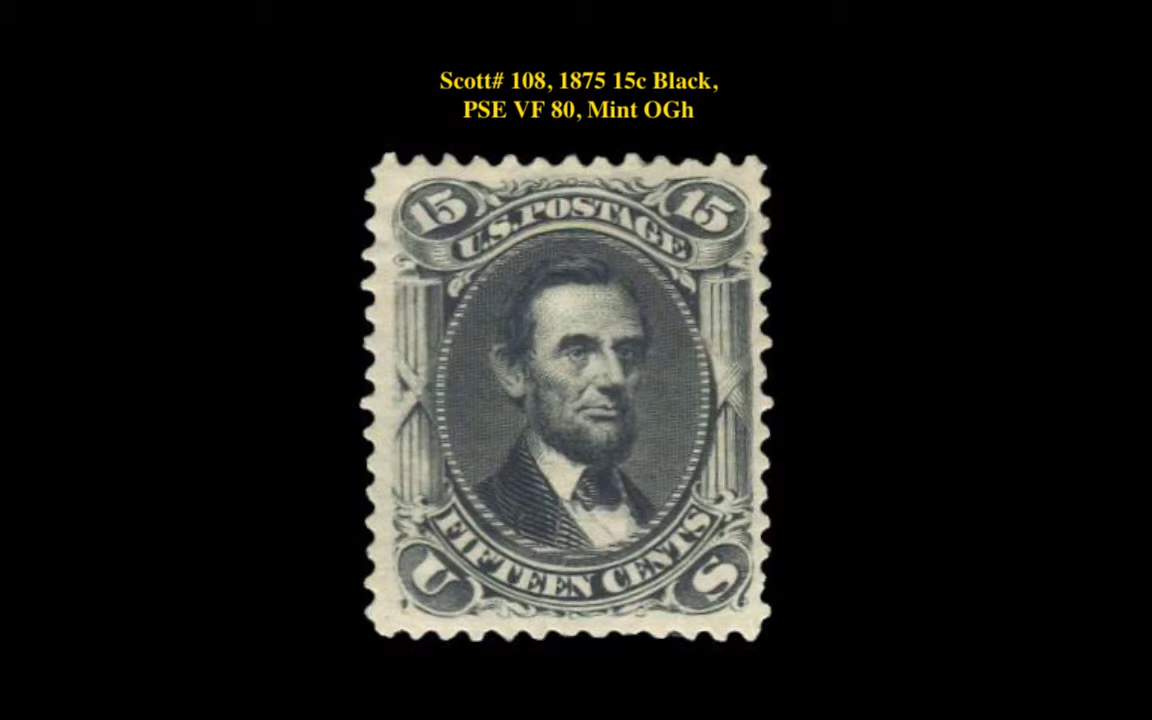 Scott# 108, 1875 15c Black,
PSE VF 80, Mint OGh
15 15
U.S. POSTAGE
FIFTEEN CENTS
U S